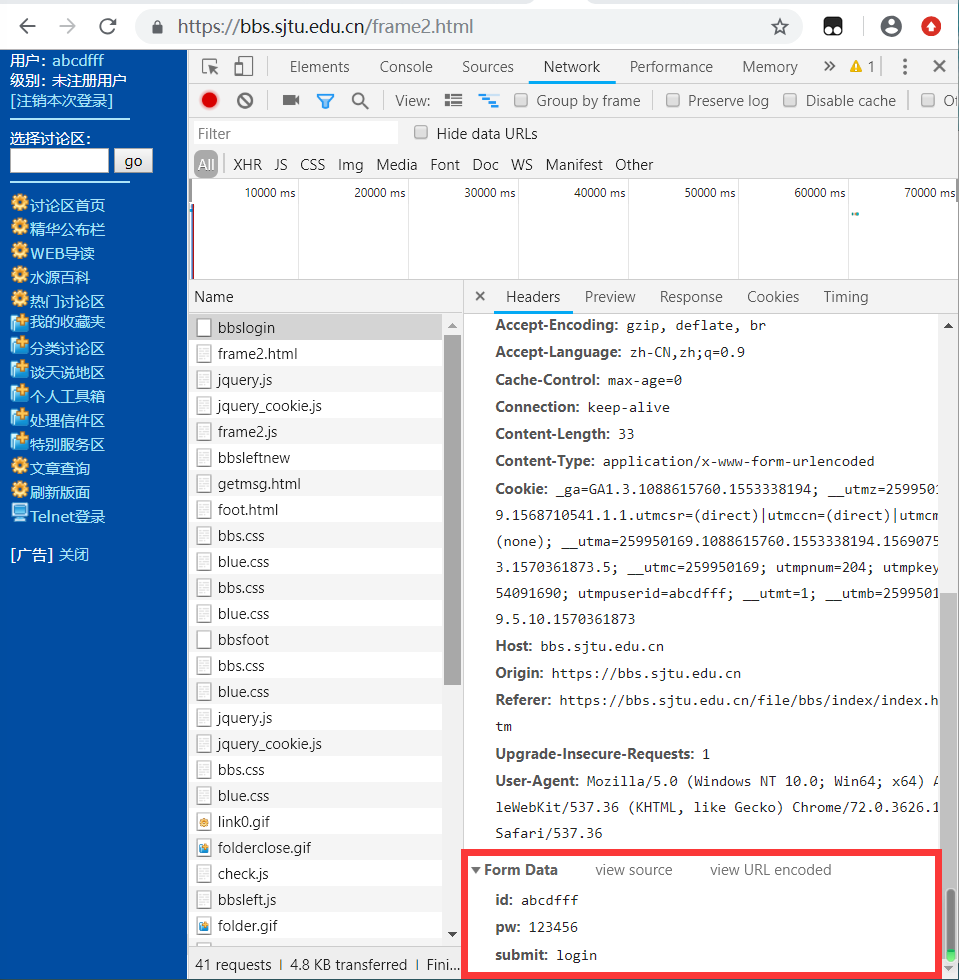 https://bbs.sjtu.edu.cn/frame2.html
用户：abcdfff
级别：未注册用户
[注销本次登录]
选择讨论区：
go
讨论区首页
精华公布栏
WEB导读
水源百科
热门讨论区
我的收藏夹
分类讨论区
谈天说地区
个人工具箱
处理信件区
特别服务区
文章查询
刷新版面
Telnet登录
[广告] 关闭
Elements Console Sources Network Performance Memory » 1
View: Group by frame Preserve log Disable cache
Filter Hide data URLs
All XHR JS CSS Img Media Font Doc WS Manifest Other
10000 ms 20000 ms 30000 ms 40000 ms 50000 ms 60000 ms 70000 ms
Name
bbslogin
frame2.html
jquery.js
jquery_cookie.js
frame2.js
bbsleftnew
getmsg.html
foot.html
bbs.css
blue.css
bbs.css
blue.css
bbsfoot
bbs.css
blue.css
jquery.js
jquery_cookie.js
bbs.css
blue.css
link0.gif
folderclose.gif
check.js
bbsleft.js
folder.gif
41 requests | 4.8 KB transferred | Fini...
× Headers Preview Response Cookies Timing
Accept-Encoding: gzip, deflate, br
Accept-Language: zh-CN,zh;q=0.9
Cache-Control: max-age=0
Connection: keep-alive
Content-Length: 33
Content-Type: application/x-www-form-urlencoded
Cookie: _ga=GA1.3.1088615760.1553338194; __utmz=2599501
9.1568710541.1.1.utmcsr=(direct)|utmccn=(direct)|utmcm
(none); __utma=259950169.1088615760.1553338194.1569075
3.1570361873.5; __utmc=259950169; utmpnum=204; utmpkey
54091690; utmpuserid=abcdfff; __utmt=1; __utmb=2599501
9.5.10.1570361873
Host: bbs.sjtu.edu.cn
Origin: https://bbs.sjtu.edu.cn
Referer: https://bbs.sjtu.edu.cn/file/bbs/index/index.h
tm
Upgrade-Insecure-Requests: 1
User-Agent: Mozilla/5.0 (Windows NT 10.0; Win64; x64) A
leWebKit/537.36 (KHTML, like Gecko) Chrome/72.0.3626.1
Safari/537.36
Form Data view source view URL encoded
id: abcdfff
pw: 123456
submit: login